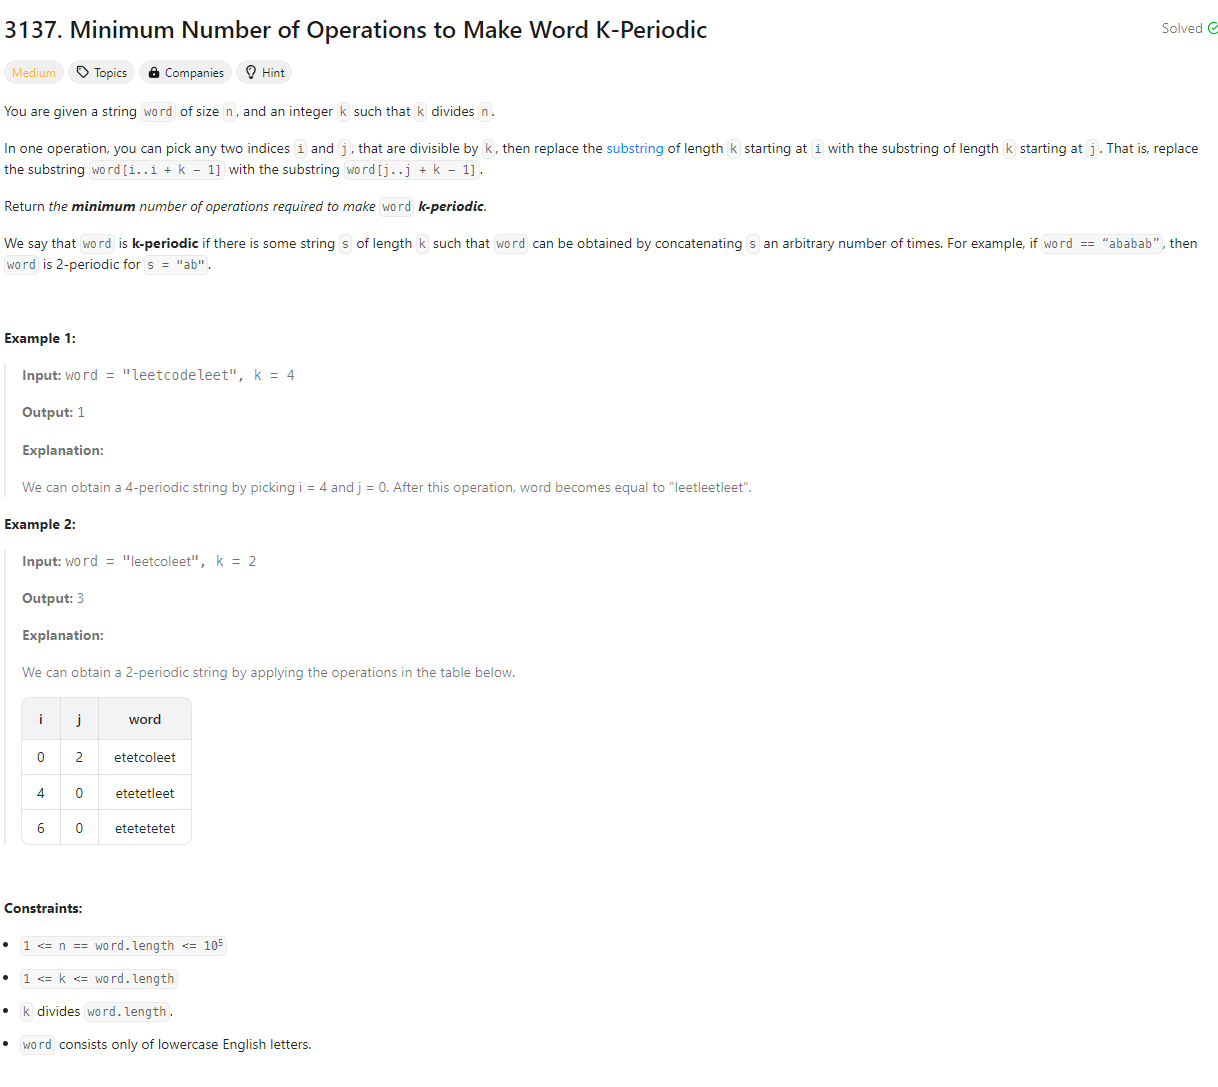 3137. Minimum Number of Operations to Make Word K-Periodic
Solved
Medium Topics Companies Hint
You are given a string word of size n, and an integer k such that k divides n.
In one operation, you can pick any two indices i and j, that are divisible by k, then replace the substring of length k starting at i with the substring of length k starting at j. That is, replace
the substring word[i..i + k - 1] with the substring word[j..j + k - 1].
Return the minimum number of operations required to make word k-periodic.
We say that word is k-periodic if there is some string s of length k such that word can be obtained by concatenating s an arbitrary number of times. For example, if word == “ababab”, then
word is 2-periodic for s = "ab".
Example 1:
Input: word = "leetcodeleet", k = 4
Output: 1
Explanation:
We can obtain a 4-periodic string by picking i = 4 and j = 0. After this operation, word becomes equal to "leetleetleet".
Example 2:
Input: word = "leetcoleet", k = 2
Output: 3
Explanation:
We can obtain a 2-periodic string by applying the operations in the table below.
i j word
0 2 etetcoleet
4 0 etetetleet
6 0 etetetetet
Constraints:
1 <= n == word.length <= 10⁵
1 <= k <= word.length
k divides word.length.
word consists only of lowercase English letters.